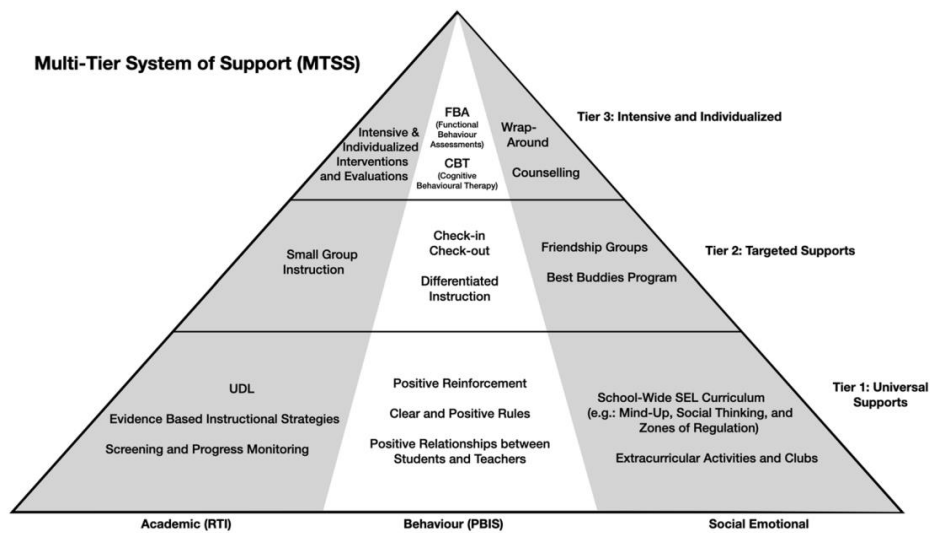 Multi-Tier System of Support (MTSS)
Tier 3: Intensive and Individualized
Intensive &
Individualized
Interventions
and Evaluations
FBA
(Functional
Behaviour
Assessments)
CBT
(Cognitive
Behavioural Therapy)
Wrap-
Around
Counselling
Tier 2: Targeted Supports
Small Group
Instruction
Check-in
Check-out
Differentiated
Instruction
Friendship Groups
Best Buddies Program
Tier 1: Universal
Supports
UDL
Evidence Based Instructional Strategies
Screening and Progress Monitoring
Positive Reinforcement
Clear and Positive Rules
Positive Relationships between
Students and Teachers
School-Wide SEL Curriculum
(e.g.: Mind-Up, Social Thinking, and
Zones of Regulation)
Extracurricular Activities and Clubs
Academic (RTI)
Behaviour (PBIS)
Social Emotional